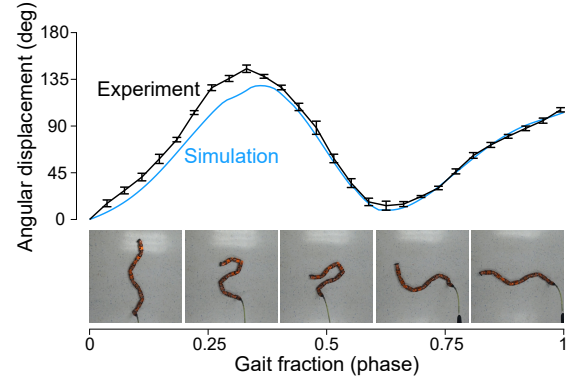 Angular displacement (deg)
180
135
90
45
0
Experiment
Simulation
0
0.25
0.5
0.75
1
Gait fraction (phase)